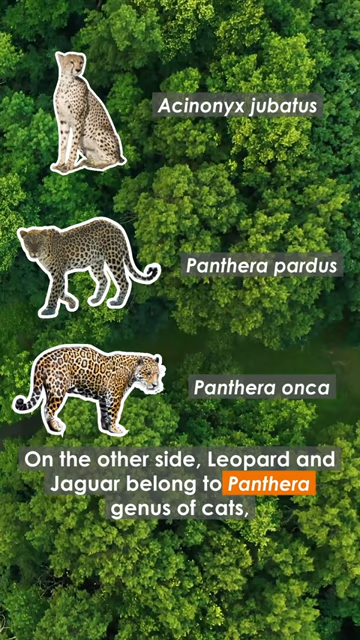 Acinonyx jubatus
Panthera pardus
Panthera onca
On the other side, Leopard and
Jaguar belong to Panthera
genus of cats,